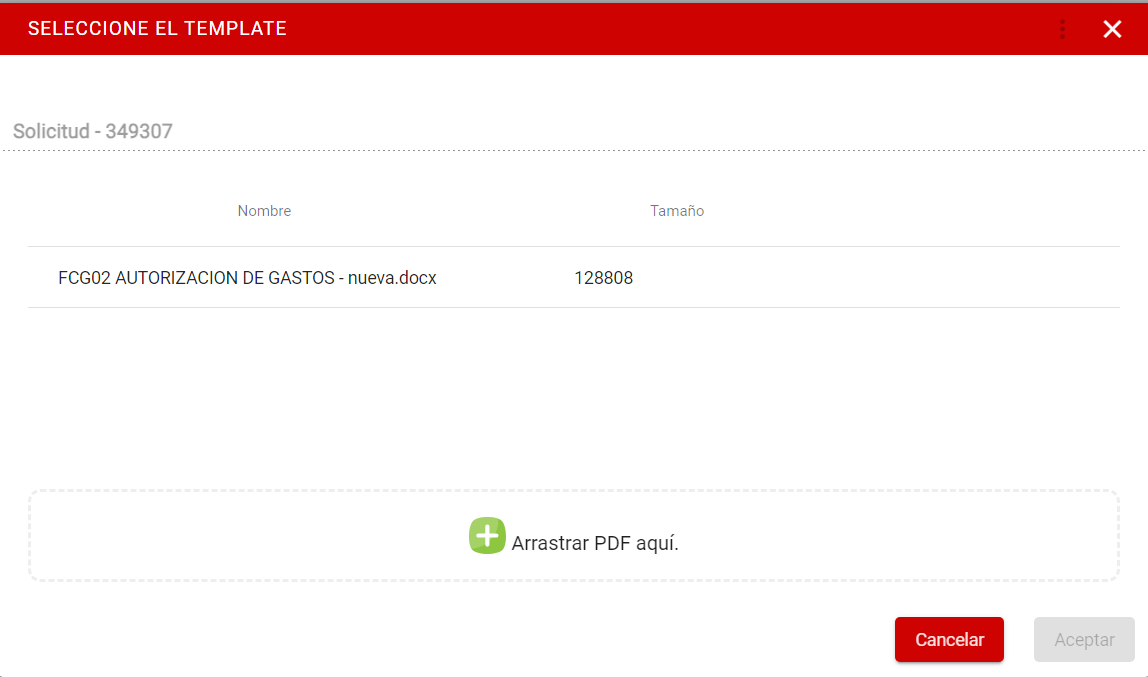 SELECCIONE EL TEMPLATE
Solicitud - 349307
Nombre Tamaño
FCG02 AUTORIZACION DE GASTOS - nueva.docx 128808
Arrastrar PDF aquí.
Cancelar Aceptar